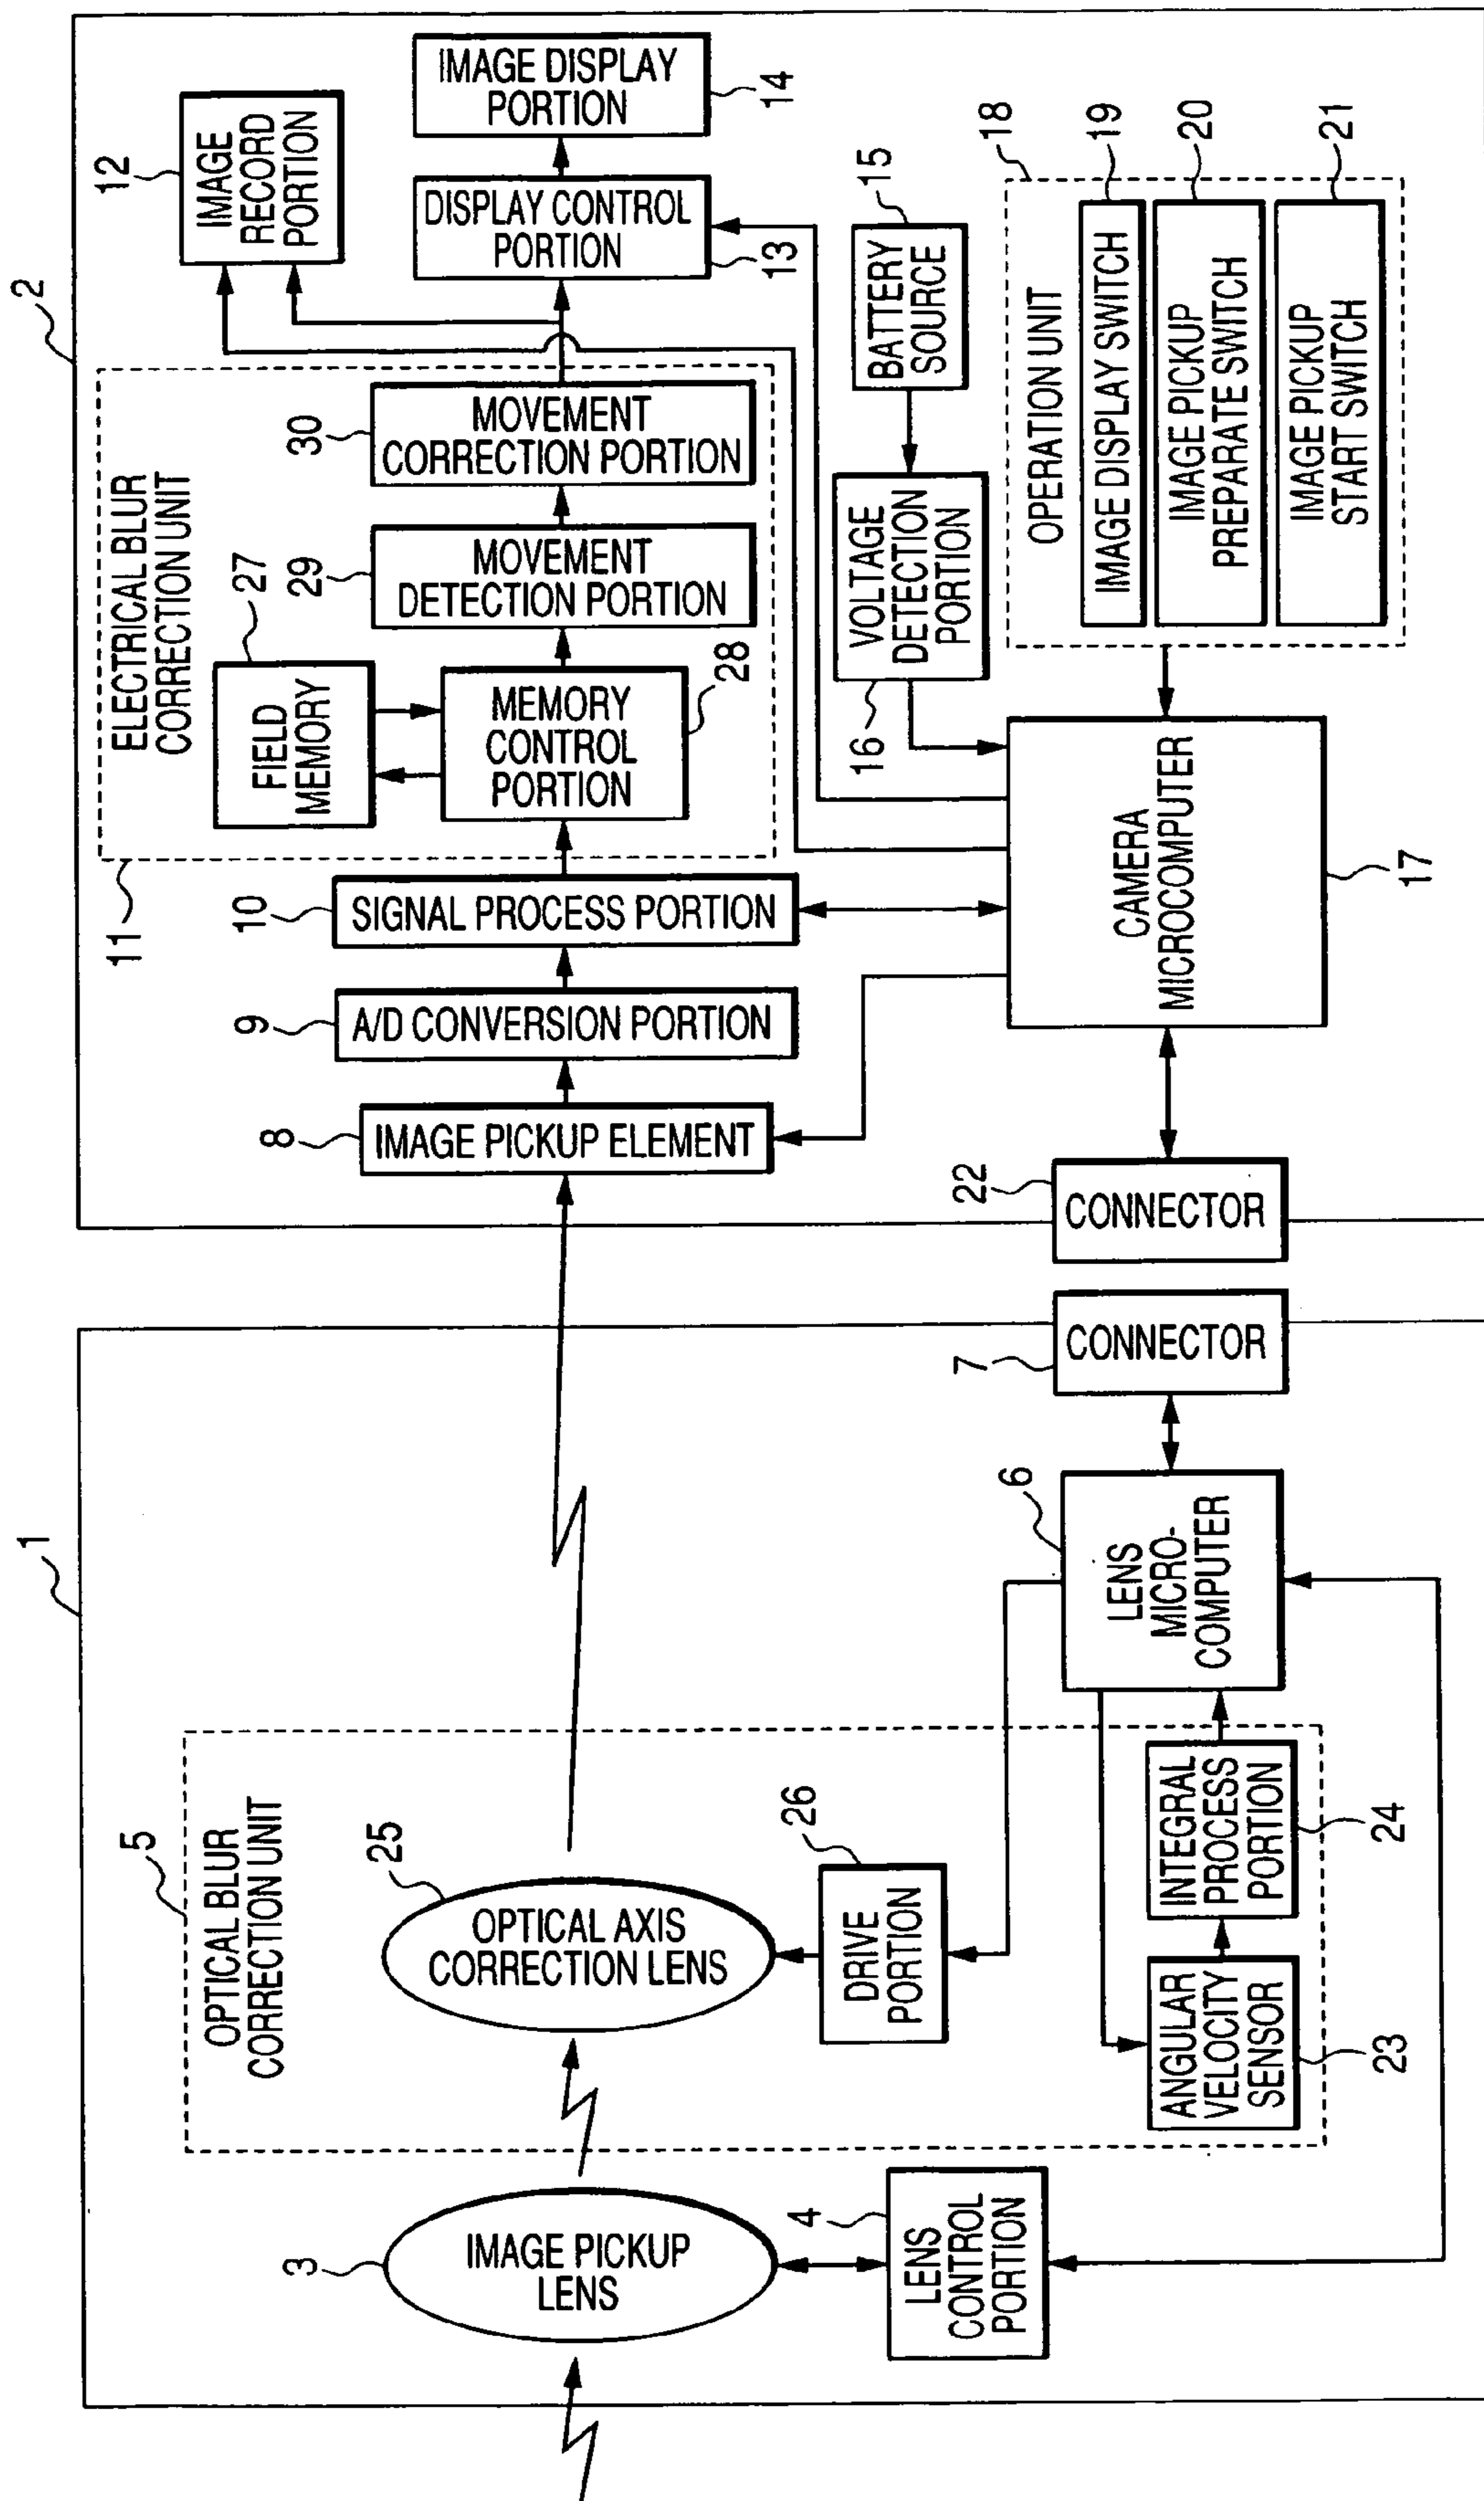 1
5
OPTICAL BLUR
CORRECTION UNIT
3
IMAGE PICKUP
LENS
25
OPTICAL AXIS
CORRECTION LENS
4
LENS
CONTROL
PORTION
26
DRIVE
PORTION
ANGULAR
VELOCITY
SENSOR
23
INTEGRAL
PROCESS
PORTION
24
6
LENS
MICRO-
COMPUTER
7
CONNECTOR
2
11
ELECTRICAL BLUR
CORRECTION UNIT
8
IMAGE PICKUP ELEMENT
9
A/D CONVERSION PORTION
10
SIGNAL PROCESS PORTION
27
FIELD
MEMORY
MEMORY
CONTROL
PORTION
28
29
MOVEMENT
DETECTION PORTION
30
MOVEMENT
CORRECTION PORTION
12
IMAGE
RECORD
PORTION
DISPLAY CONTROL
PORTION
13
IMAGE DISPLAY
PORTION
14
15
BATTERY
SOURCE
VOLTAGE
DETECTION
PORTION
16
22
CONNECTOR
CAMERA
MICROCOMPUTER
17
18
OPERATION UNIT
IMAGE DISPLAY SWITCH
19
IMAGE PICKUP
PREPARATE SWITCH
20
IMAGE PICKUP
START SWITCH
21